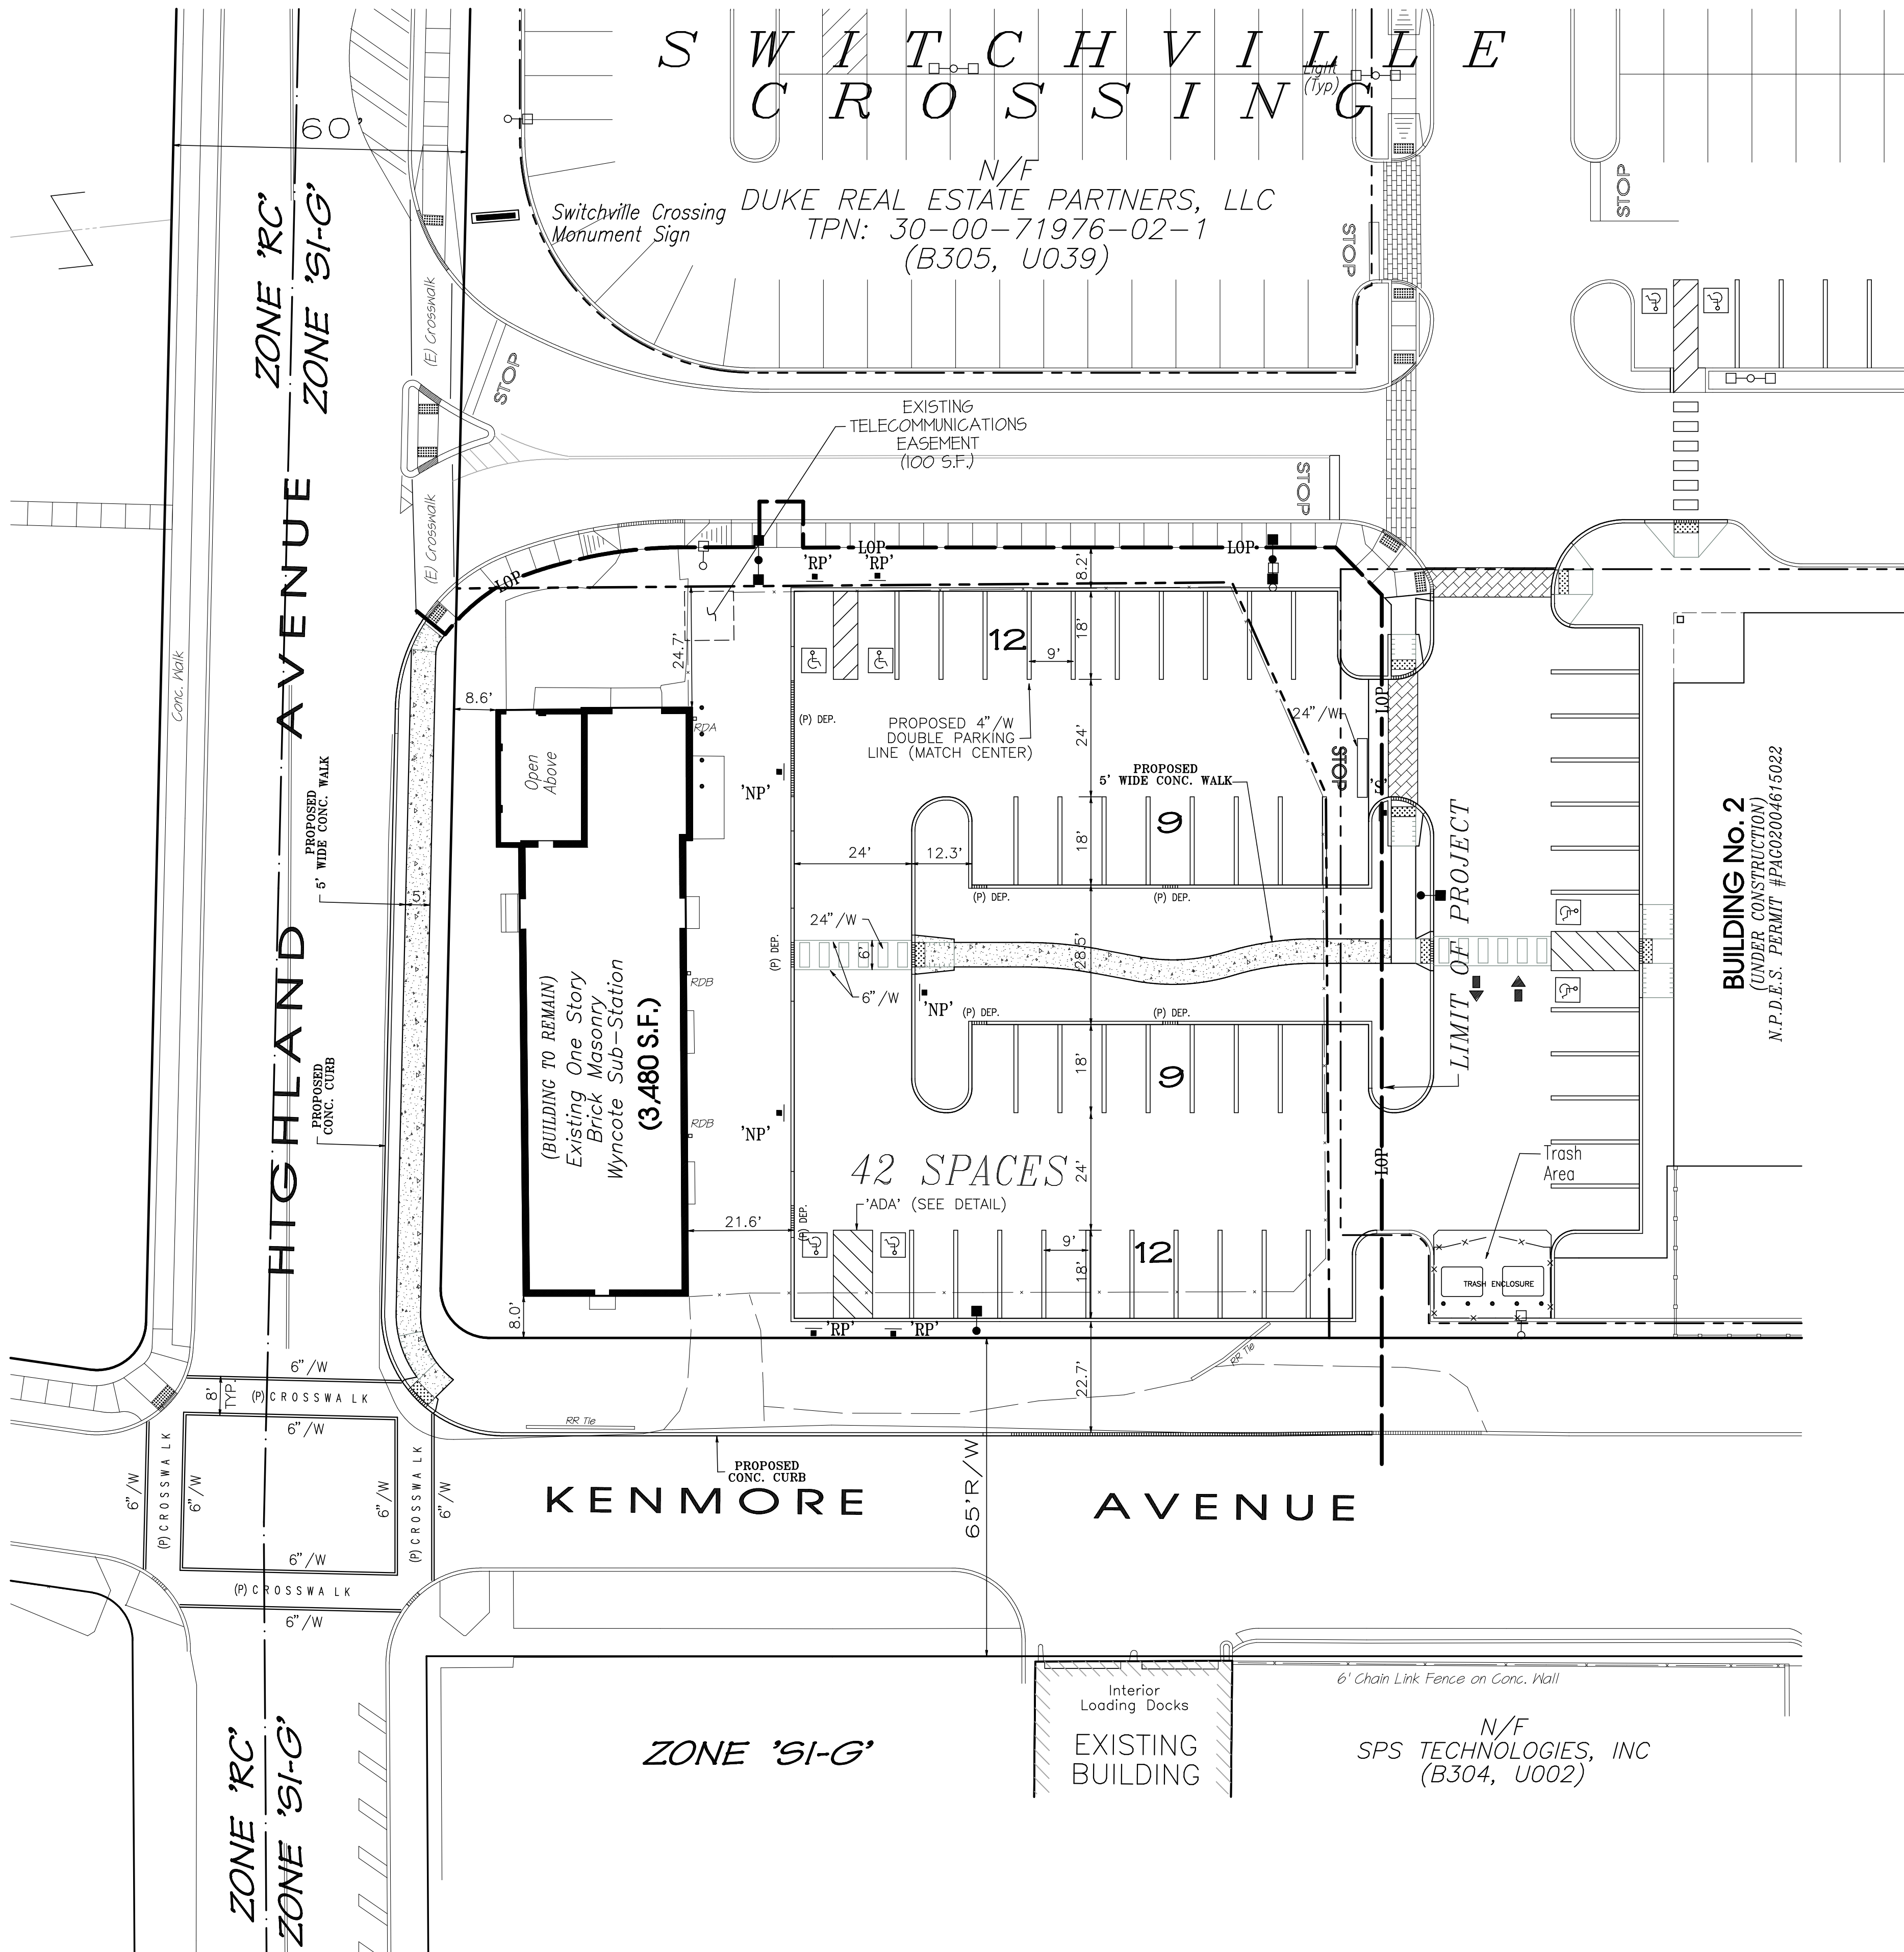 SWITCHVILLE
CROSSING
Light
(Typ)
60'
N/F
DUKE REAL ESTATE PARTNERS, LLC
TPN: 30-00-71976-02-1
(B305, U039)
Switchville Crossing
Monument Sign
ZONE 'RC'
ZONE 'SI-G'
STOP
STOP
(E) Crosswalk
STOP
EXISTING
TELECOMMUNICATIONS
EASEMENT
(100 S.F.)
STOP
(E) Crosswalk
HIGHLAND AVENUE
Conc. Walk
LOP
LOP
LOP
'RP'
'RP'
8.2'
24.7'
12
18'
9'
8.6'
RDA
(P) DEP.
PROPOSED 4"/W
DOUBLE PARKING
LINE (MATCH CENTER)
24'
24"/W
LOP
STOP
'S'
Open
Above
'NP'
PROPOSED
5' WIDE CONC. WALK
PROPOSED
5' WIDE CONC. WALK
9
18'
24'
12.3'
5'
(P) DEP.
(P) DEP.
24"/W
6'
28.5'
(P) DEP.
6"/W
'NP'
(P) DEP.
(P) DEP.
RDB
(BUILDING TO REMAIN)
Existing One Story
Brick Masonry
Wyncote Sub-Station
(3,480 S.F.)
LIMIT OF PROJECT
BUILDING No. 2
(UNDER CONSTRUCTION)
N.P.D.E.S. PERMIT #PAG02004615022
PROPOSED
CONC. CURB
9
18'
RDB
'NP'
42 SPACES
24'
LOP
Trash
Area
'ADA' (SEE DETAIL)
21.6'
(P) DEP.
9'
12
18'
TRASH ENCLOSURE
8.0'
'RP'
'RP'
22.7'
RR Tie
RR Tie
6"/W
8'
TYP.
(P) CROSSWALK
6"/W
(P) CROSSWALK
6"/W
6"/W
6"/W
(P) CROSSWALK
6"/W
6"/W
(P) CROSSWALK
6"/W
PROPOSED
CONC. CURB
KENMORE AVENUE
65'R/W
Interior
Loading Docks
EXISTING
BUILDING
6' Chain Link Fence on Conc. Wall
N/F
SPS TECHNOLOGIES, INC
(B304, U002)
ZONE 'SI-G'
ZONE 'RC'
ZONE 'SI-G'